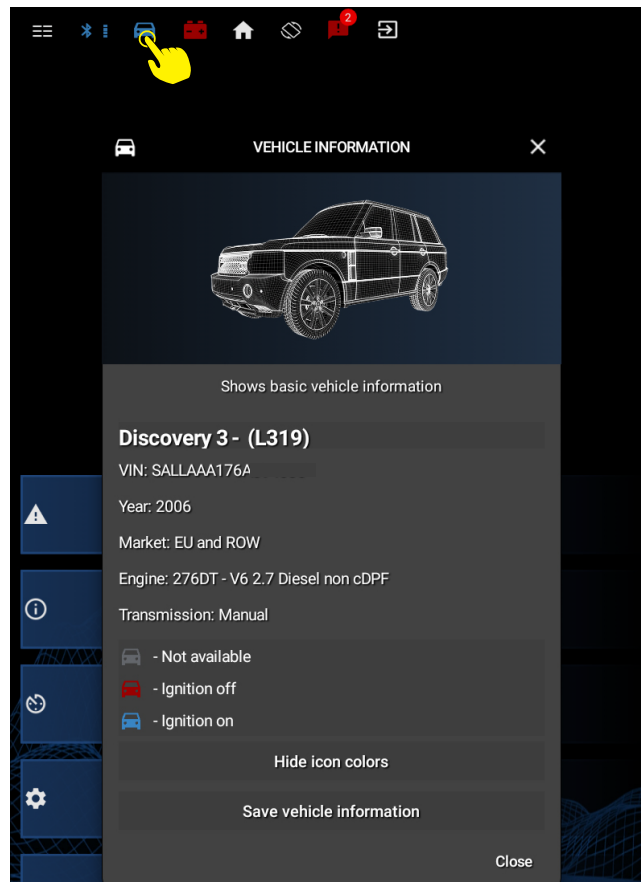 2
VEHICLE INFORMATION
Shows basic vehicle information
Discovery 3 - (L319)
VIN: SALLAAA176A
Year: 2006
Market: EU and ROW
Engine: 276DT - V6 2.7 Diesel non cDPF
Transmission: Manual
- Not available
- Ignition off
- Ignition on
Hide icon colors
Save vehicle information
Close